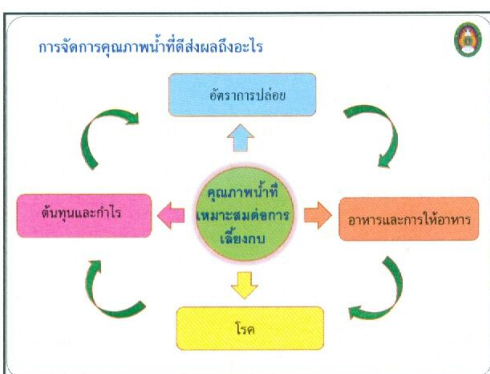 การจัดการคุณภาพน้ำที่ดีส่งผลถึงอะไร
อัตราการปล่อย
คุณภาพน้ำที่
เหมาะสมต่อการ
เลี้ยงกบ
ต้นทุนและกำไร
อาหารและการให้อาหาร
โรค